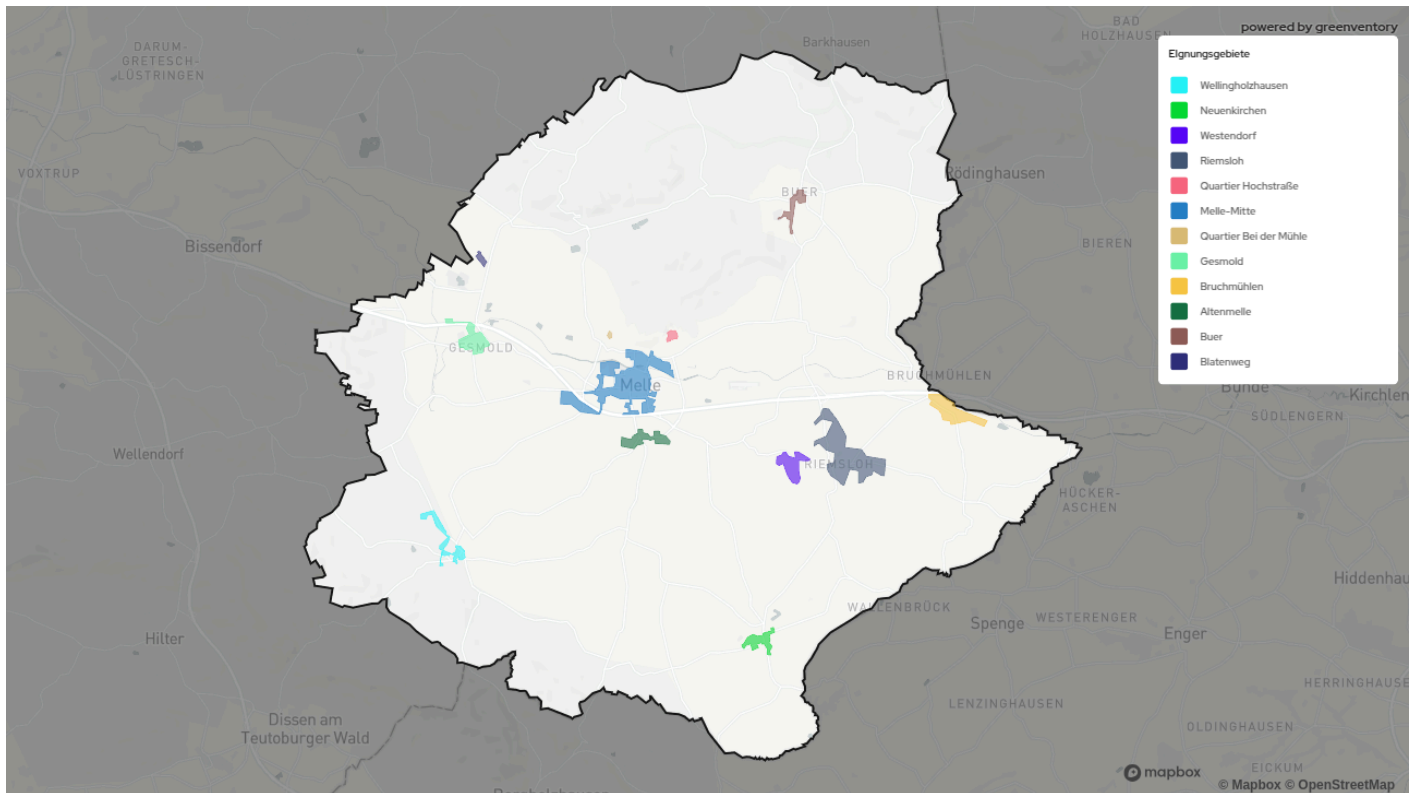 BAD
HOLZHAUSEN
powered by greenventory
DARUM-
GRETESCH-
LÜSTRINGEN
Barkhausen
EIgnungsgebiete
Wellingholzhausen
Neuenkirchen
Westendorf
Riemsloh
Quartier Hochstraße
Melle-Mitte
Quartier Bei der Mühle
Gesmold
Bruchmühlen
Altenmelle
Buer
Blatenweg
VOXTRUP
Rödinghausen
BUER
Bissendorf
BIEREN
GESMOLD
BRUCHMÜHLEN
Melle
Bünde
Kirchlen
SÜDLENGERN
Wellendorf
RIEMSLOH
HÜCKER-
ASCHEN
Hiddenhau
WALLENBRÜCK
WESTERENGER
Spenge
Enger
Hilter
HERRINGHAUSE
LENZINGHAUSEN
Dissen am
Teutoburger Wald
OLDINGHAUSEN
EICKUM
mapbox
© Mapbox © OpenStreetMap